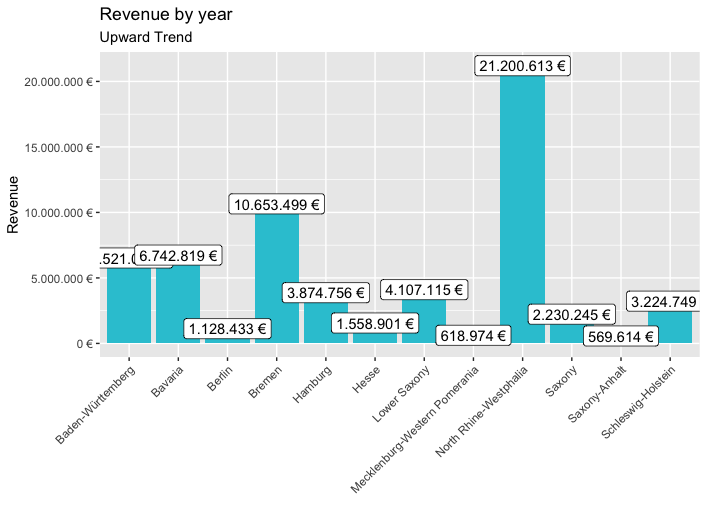 Revenue by year
Upward Trend
Revenue
20.000.000 €
15.000.000 €
10.000.000 €
5.000.000 €
0 €
6.742.819 €
1.128.433 €
10.653.499 €
3.874.756 €
1.558.901 €
4.107.115 €
618.974 €
21.200.613 €
2.230.245 €
569.614 €
3.224.749
Baden-Württemberg
Bavaria
Berlin
Bremen
Hamburg
Hesse
Lower Saxony
Mecklenburg-Western Pomerania
North Rhine-Westphalia
Saxony
Saxony-Anhalt
Schleswig-Holstein